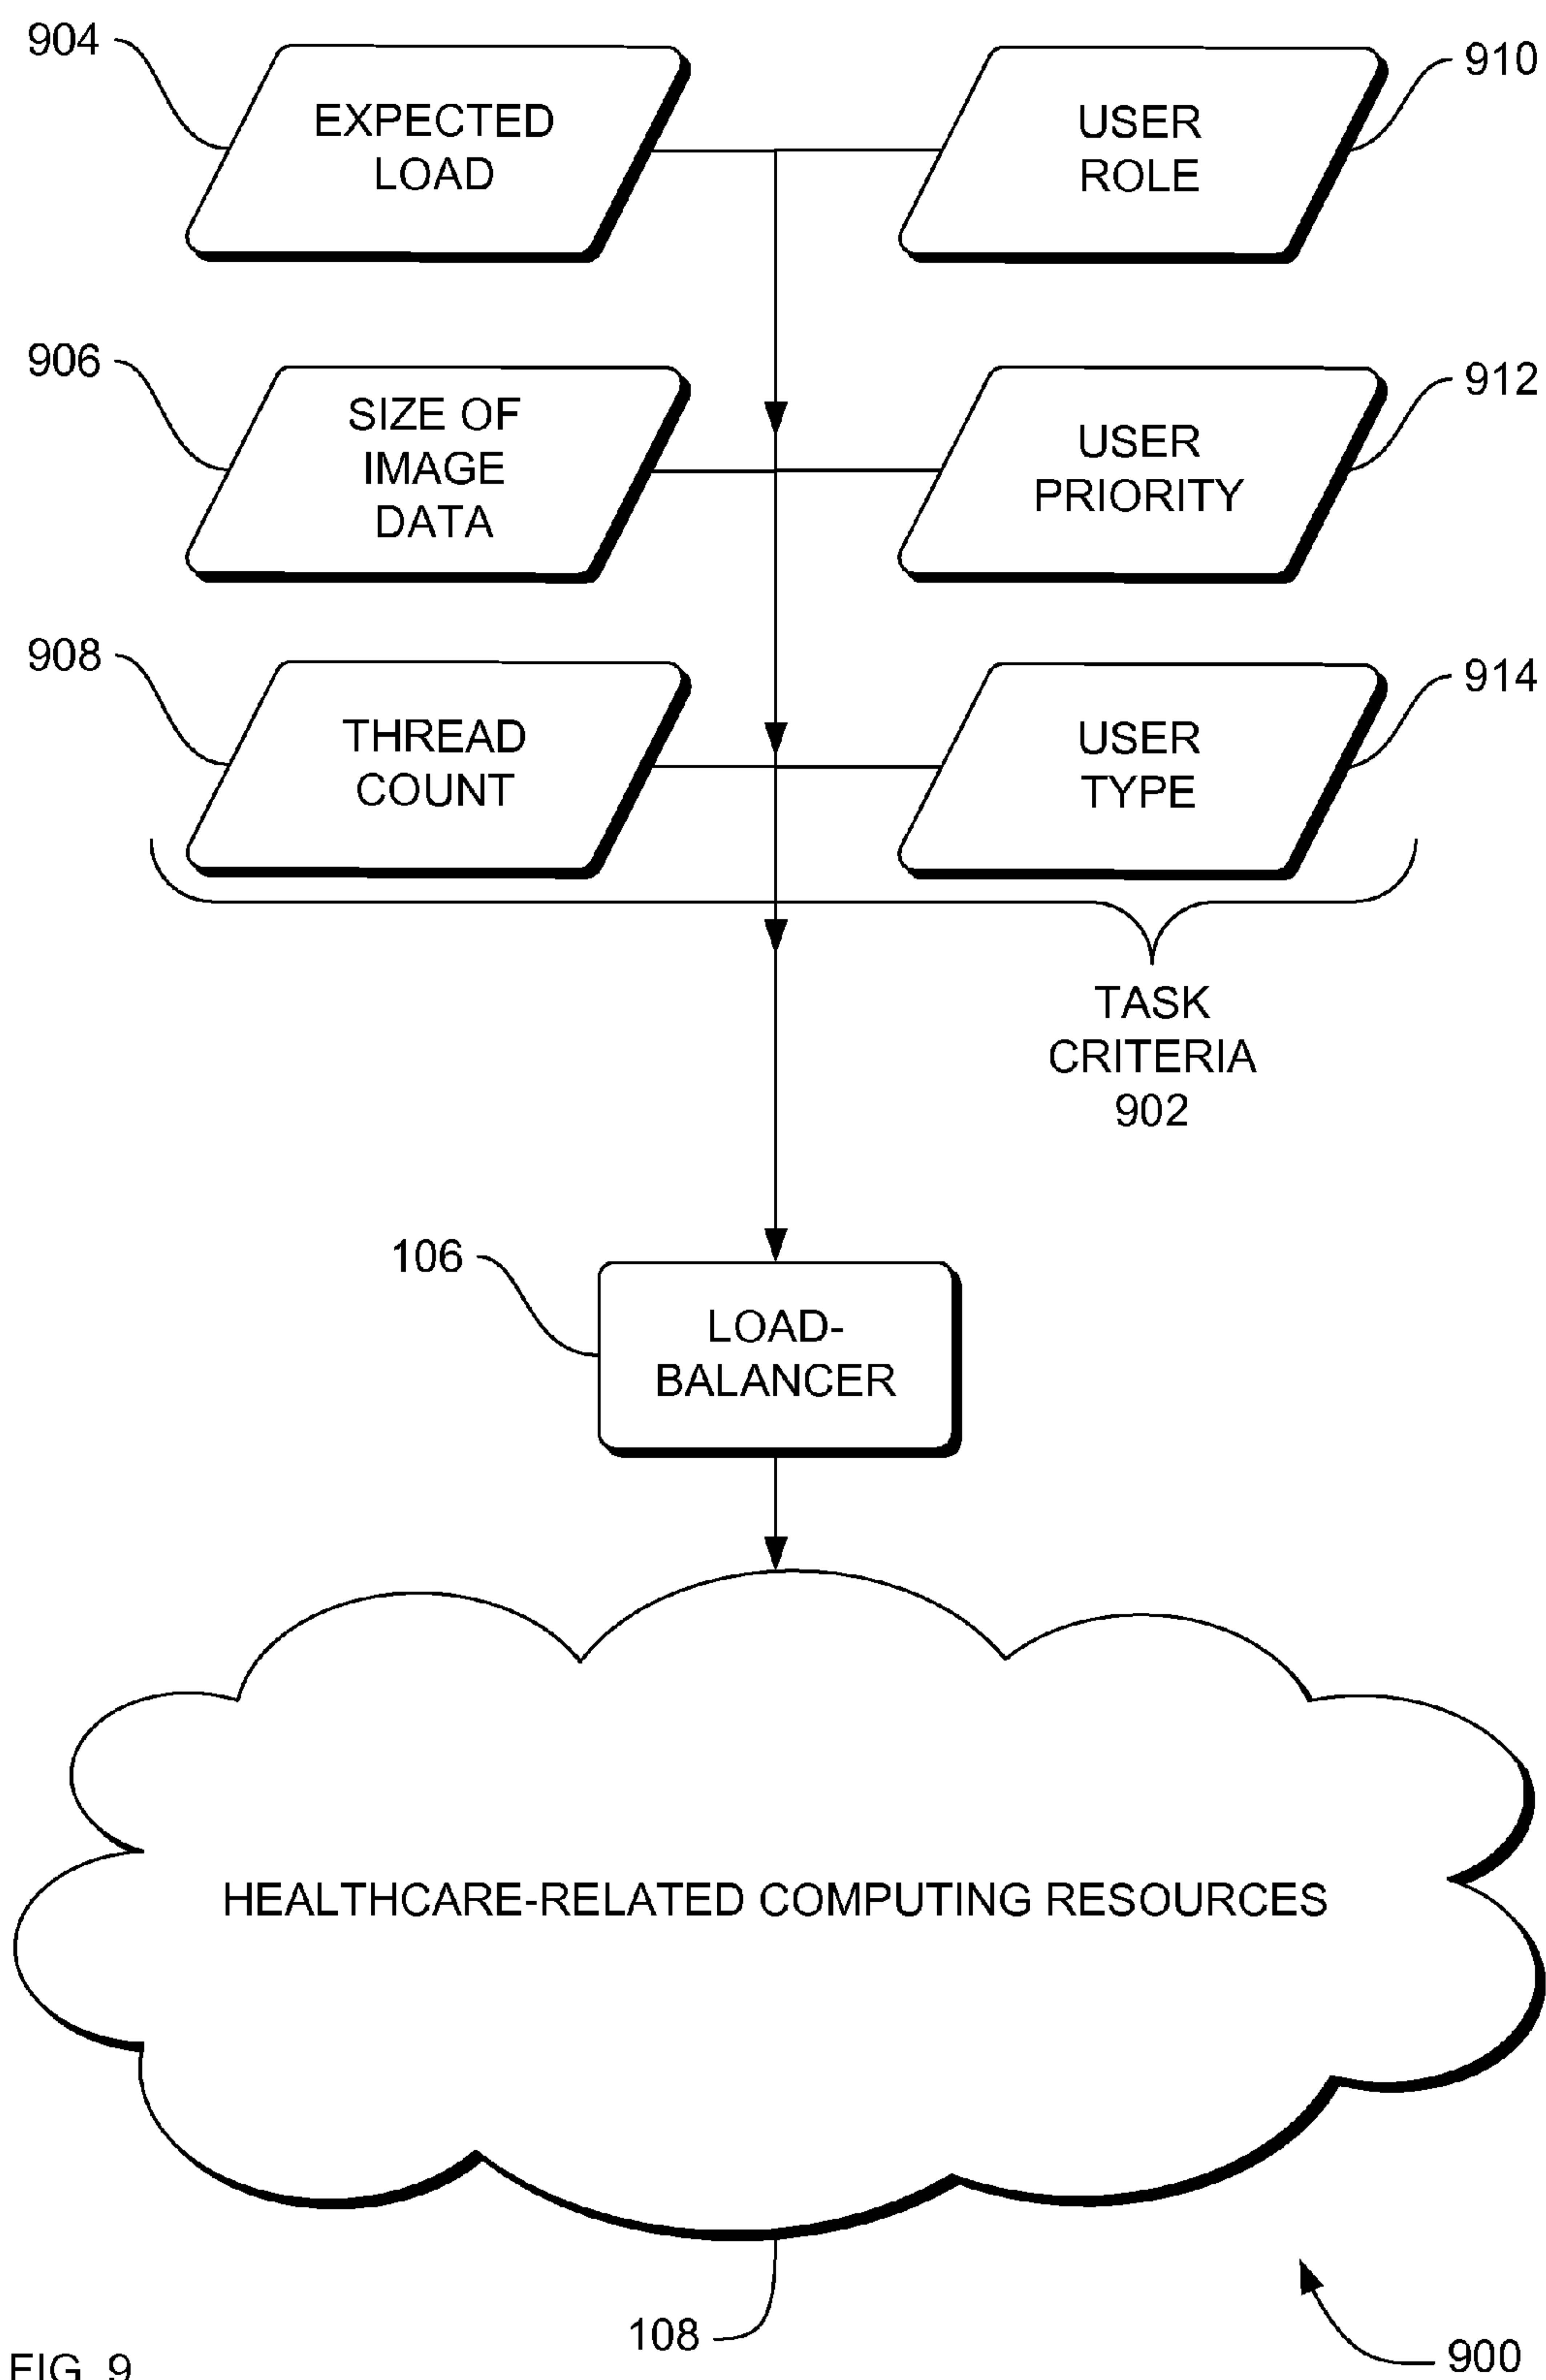 904
EXPECTED
LOAD
USER
ROLE
910
906
SIZE OF
IMAGE
DATA
USER
PRIORITY
912
908
THREAD
COUNT
USER
TYPE
914
TASK
CRITERIA
902
106
LOAD-
BALANCER
HEALTHCARE-RELATED COMPUTING RESOURCES
108
900
FIG. 9